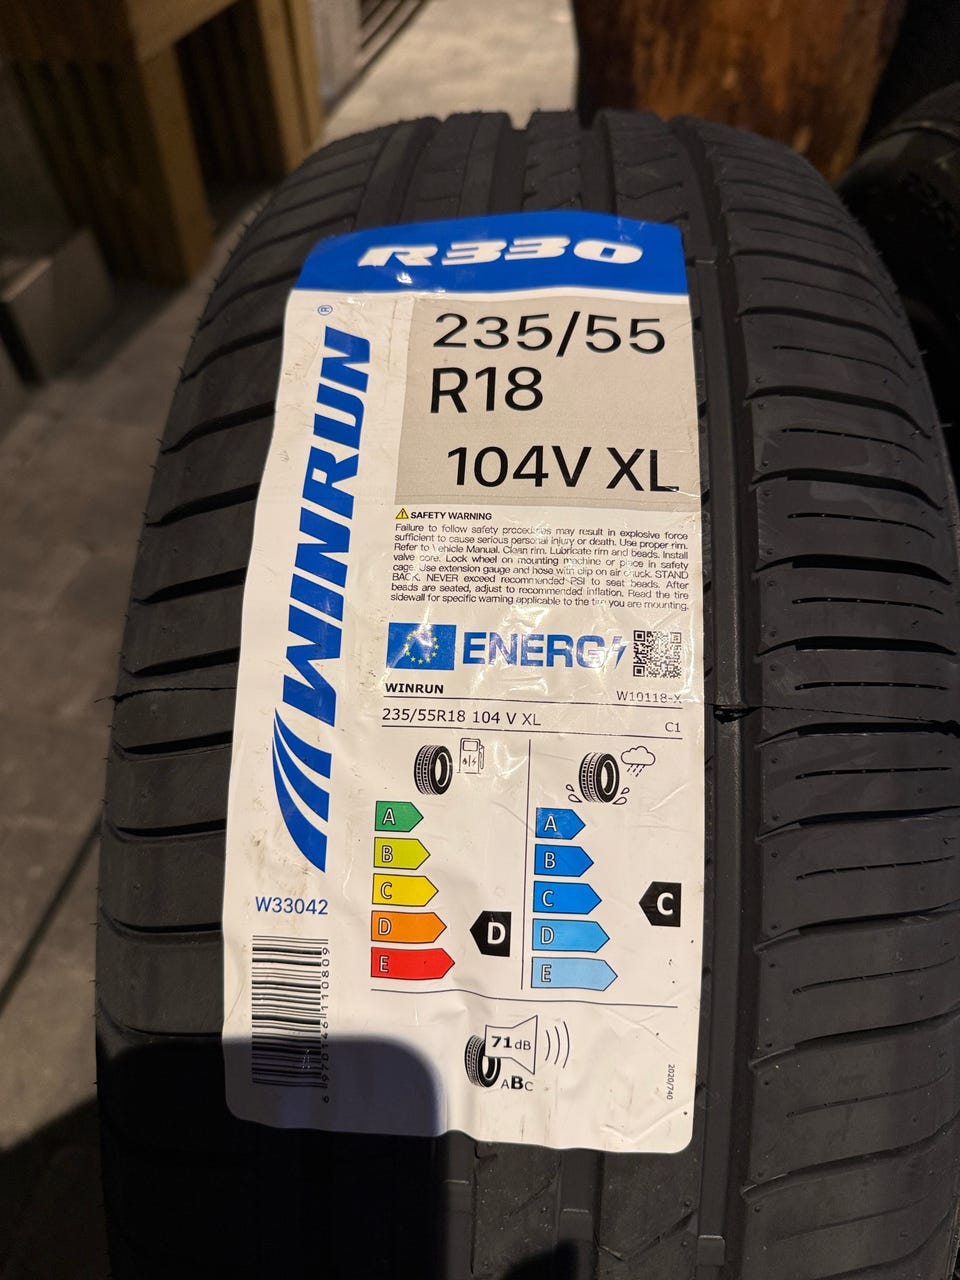 R330
WINRUN®
235/55
R18
104V XL
SAFETY WARNING
Failure to follow safety procedures may result in explosive force
sufficient to cause serious personal injury or death. Use proper rim.
Refer to Vehicle Manual. Clean rim. Lubricate rim and beads. Install
valve core. Lock wheel on mounting machine or place in safety
cage. Use extension gauge and hose with clip on air chuck. STAND
BACK. NEVER exceed recommended PSI to seat beads. After
beads are seated, adjust to recommended inflation. Read the tire
sidewall for specific warning applicable to the tire you are mounting.
ENERG
WINRUN W10118-X
235/55R18 104 V XL C1
A A
B B
C C C
D D D
E E
71 dB
ABC
2020/740
W33042
6 970146 110809